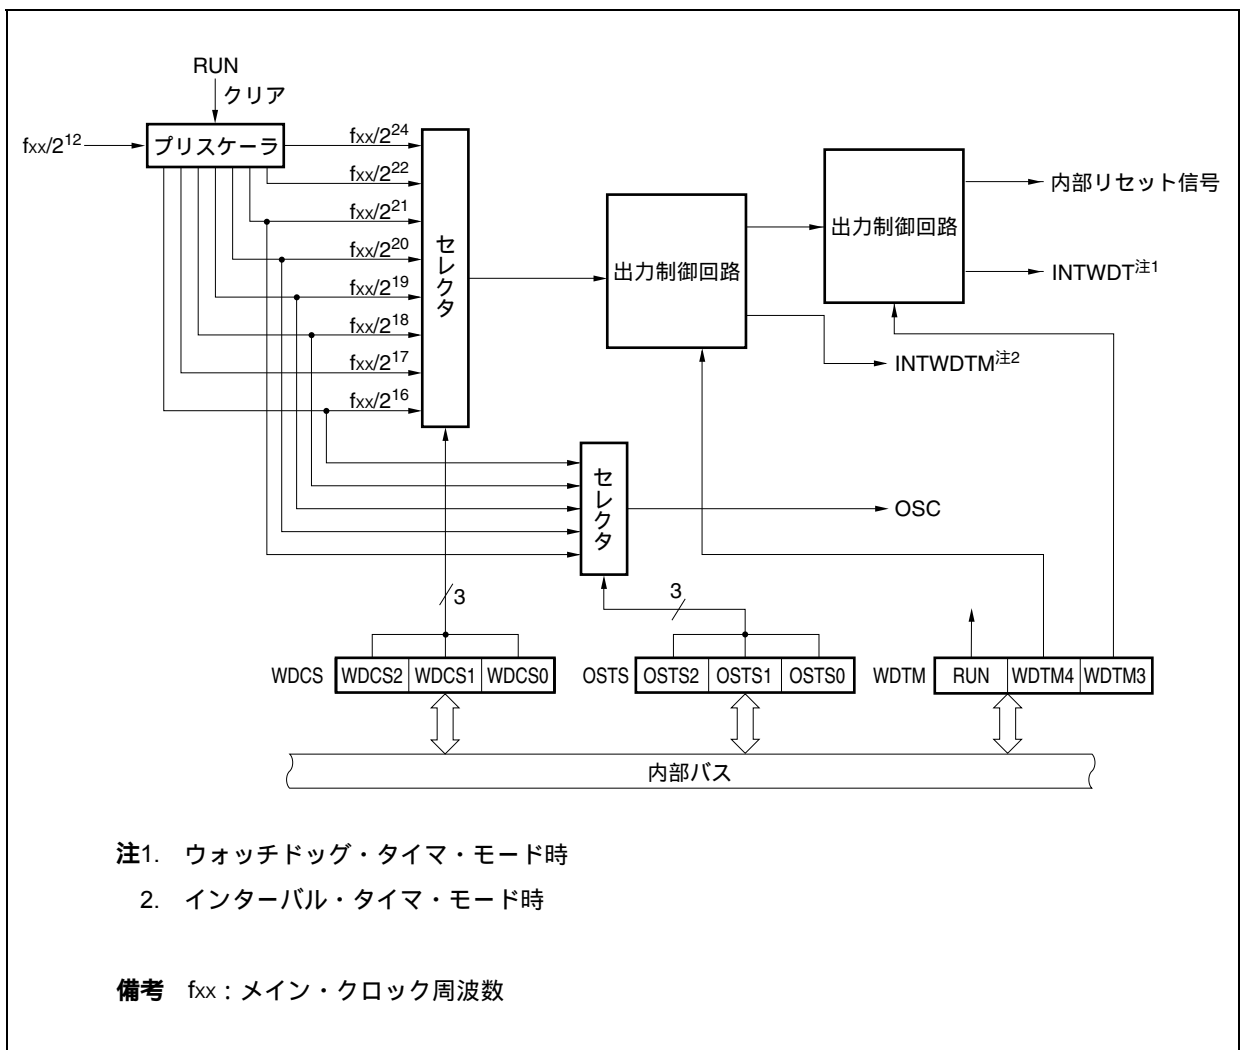 RUN
クリア
fxx/2^12
プリスケーラ
fxx/2^24
fxx/2^22
fxx/2^21
fxx/2^20
fxx/2^19
fxx/2^18
fxx/2^17
fxx/2^16
セレクタ
出力制御回路
出力制御回路
内部リセット信号
INTWDT注1
INTWDTM注2
セレクタ
OSC
3
3
WDCS WDCS2 WDCS1 WDCS0
OSTS OSTS2 OSTS1 OSTS0
WDTM RUN WDTM4 WDTM3
内部バス
注1. ウォッチドッグ・タイマ・モード時
2. インターバル・タイマ・モード時
備考 fxx：メイン・クロック周波数